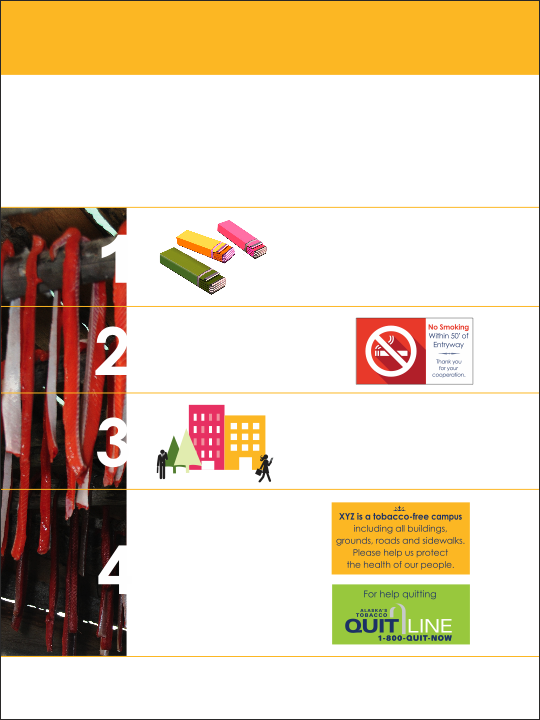 1
2
No Smoking
Within 50' of
Entryway
Thank you
for your
cooperation.
3
4
XYZ is a tobacco-free campus
including all buildings,
grounds, roads and sidewalks.
Please help us protect
the health of our people.
For help quitting
ALASKA'S
TOBACCO
QUIT LINE
1-800-QUIT-NOW